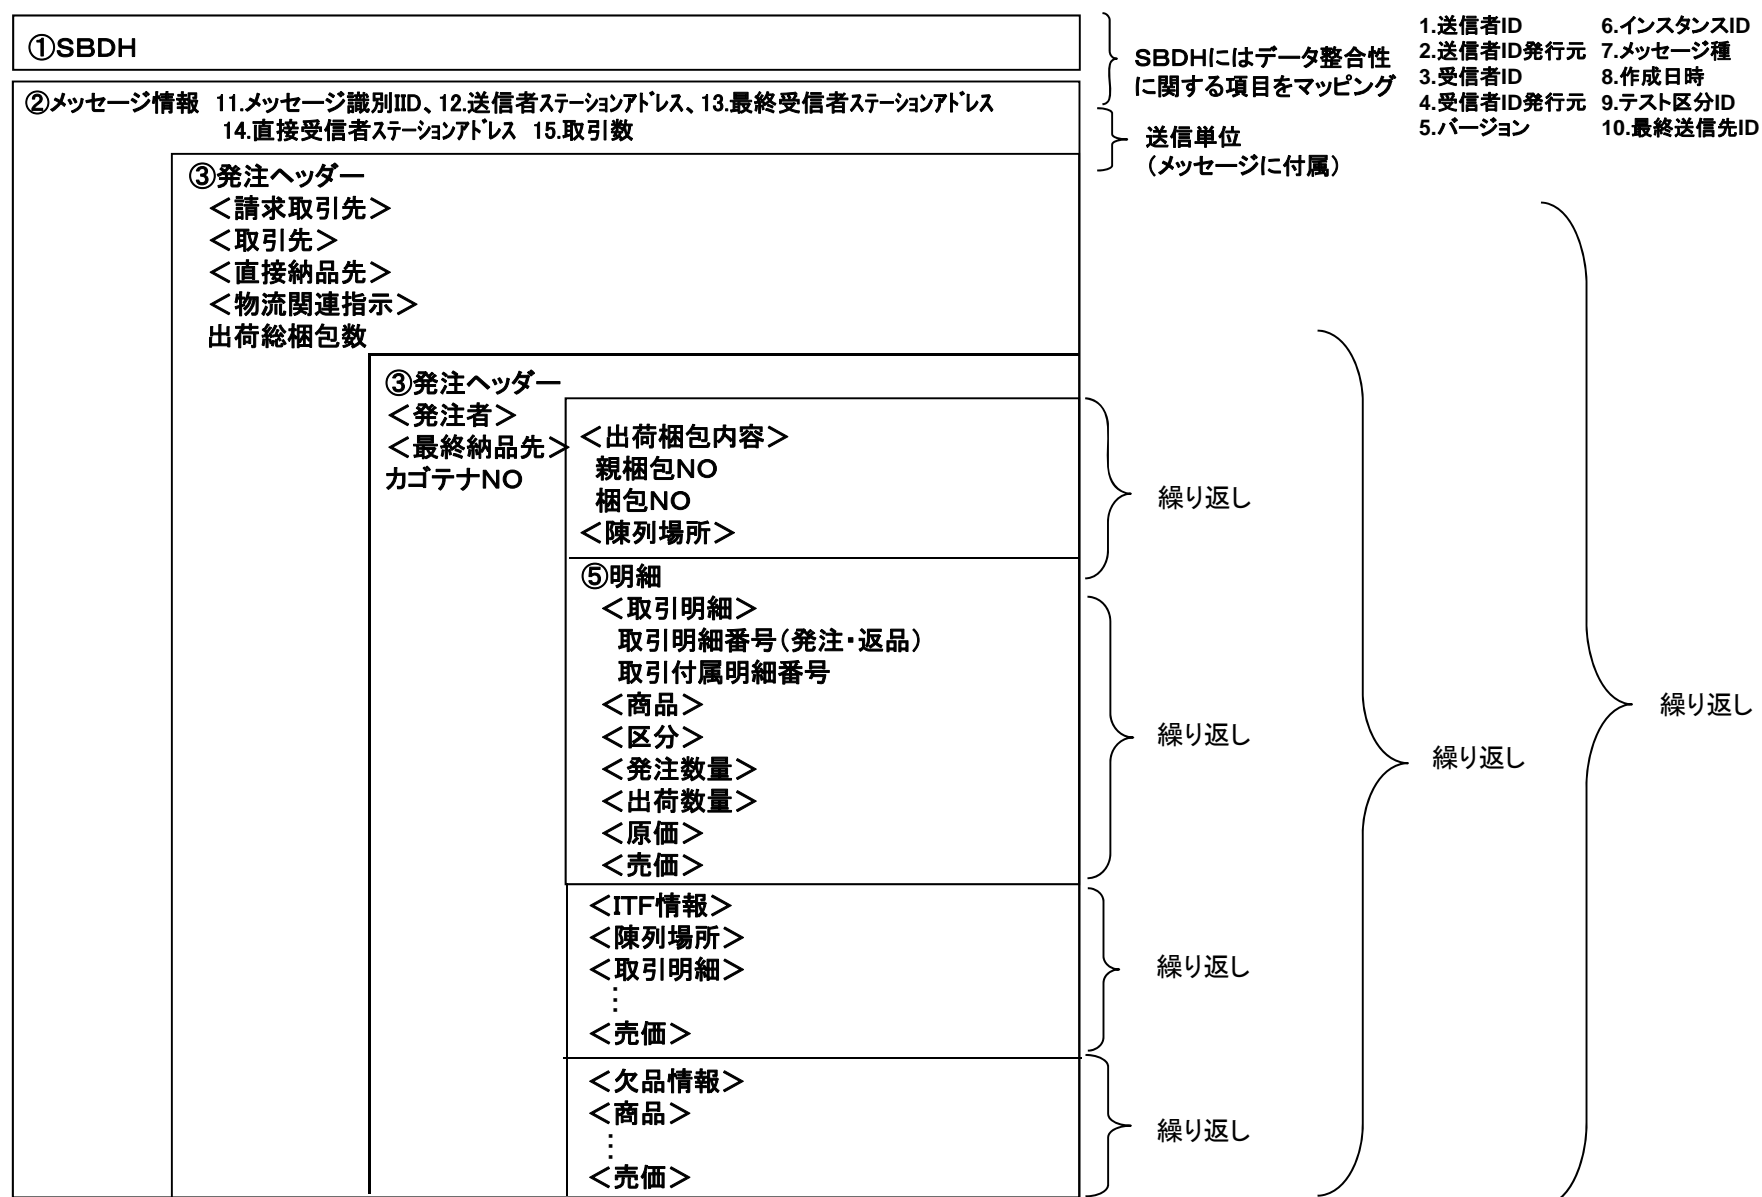 ①SBDH
SBDHにはデータ整合性
に関する項目をマッピング
1.送信者ID
2.送信者ID発行元
3.受信者ID
4.受信者ID発行元
5.バージョン
6.インスタンスID
7.メッセージ種
8.作成日時
9.テスト区分ID
10.最終送信先ID
②メッセージ情報 11.メッセージ識別IID、12.送信者ステーションアドレス、13.最終受信者ステーションアドレス
14.直接受信者ステーションアドレス 15.取引数
送信単位
(メッセージに付属)
③発注ヘッダー
<請求取引先>
<取引先>
<直接納品先>
<物流関連指示>
出荷総梱包数
③発注ヘッダー
<発注者>
<最終納品先>
カゴテナNO
<出荷梱包内容>
親梱包NO
梱包NO
<陳列場所>
繰り返し
⑤明細
<取引明細>
取引明細番号(発注・返品)
取引付属明細番号
<商品>
<区分>
<発注数量>
<出荷数量>
<原価>
<売価>
繰り返し
<ITF情報>
<陳列場所>
<取引明細>
⋮
<売価>
繰り返し
<欠品情報>
<商品>
⋮
<売価>
繰り返し
繰り返し
繰り返し